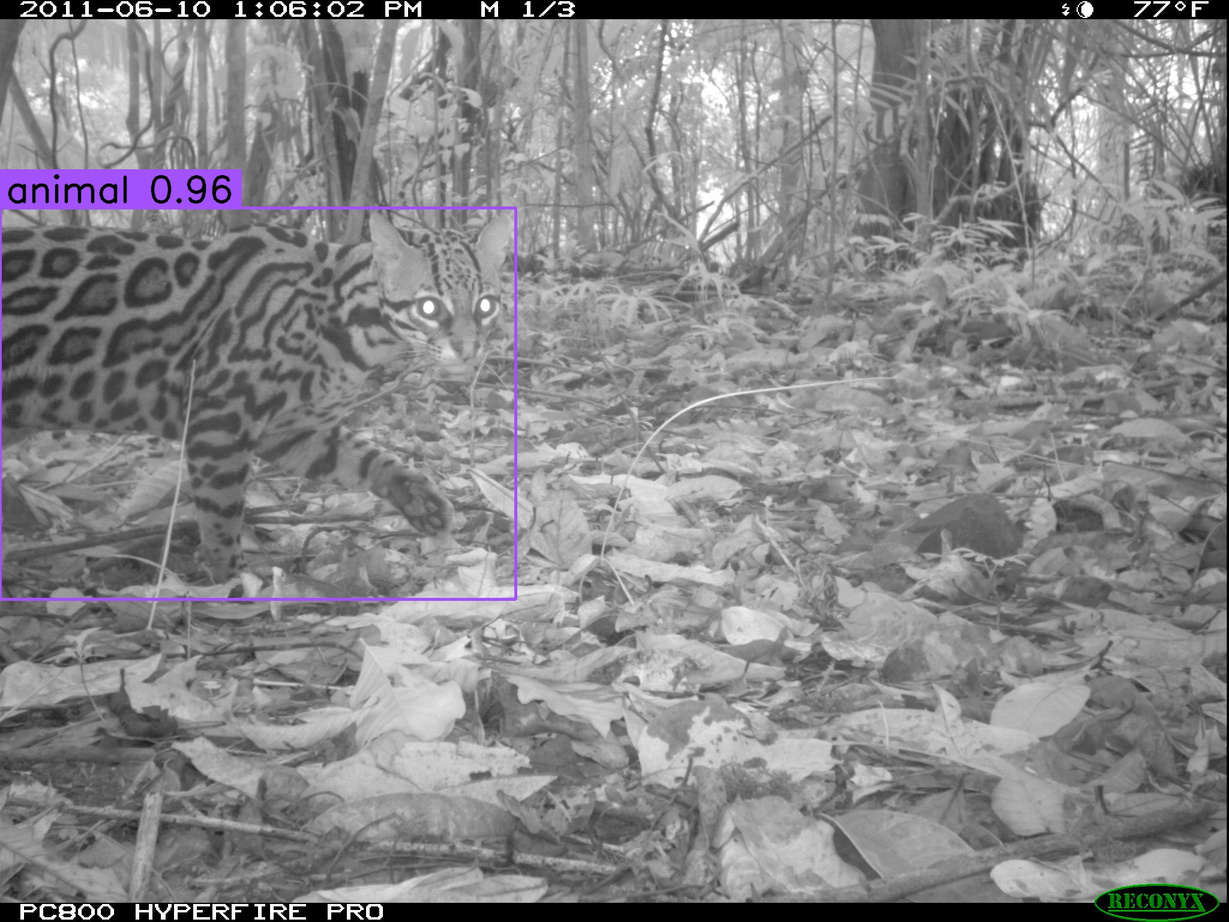 2011-06-10 1:06:02 PM M 1/3 77°F
animal 0.96
PC800 HYPERFIRE PRO
RECONYX